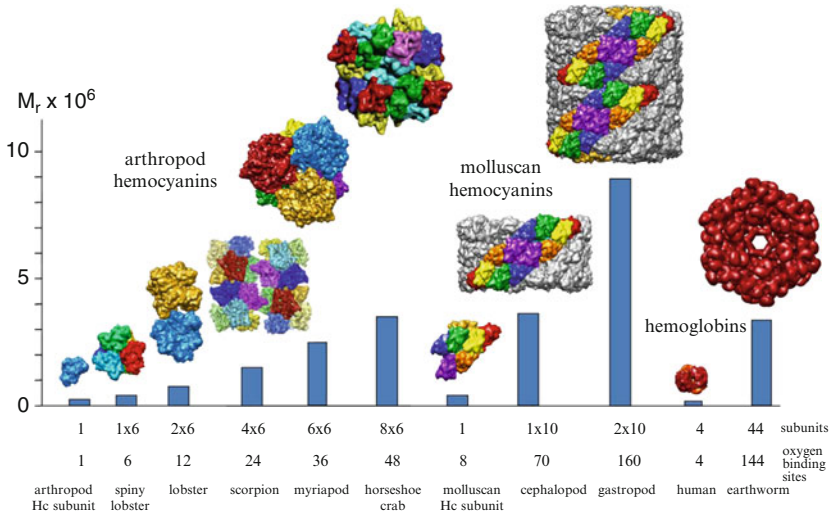 M_r x 10^6
10
5
0
arthropod
hemocyanins
molluscan
hemocyanins
hemoglobins
1 1x6 2x6 4x6 6x6 8x6 1 1x10 2x10 4 44 subunits
1 6 12 24 36 48 8 70 160 4 144 oxygen
binding
sites
arthropod spiny lobster scorpion myriapod horseshoe molluscan cephalopod gastropod human earthworm
Hc subunit lobster crab Hc subunit